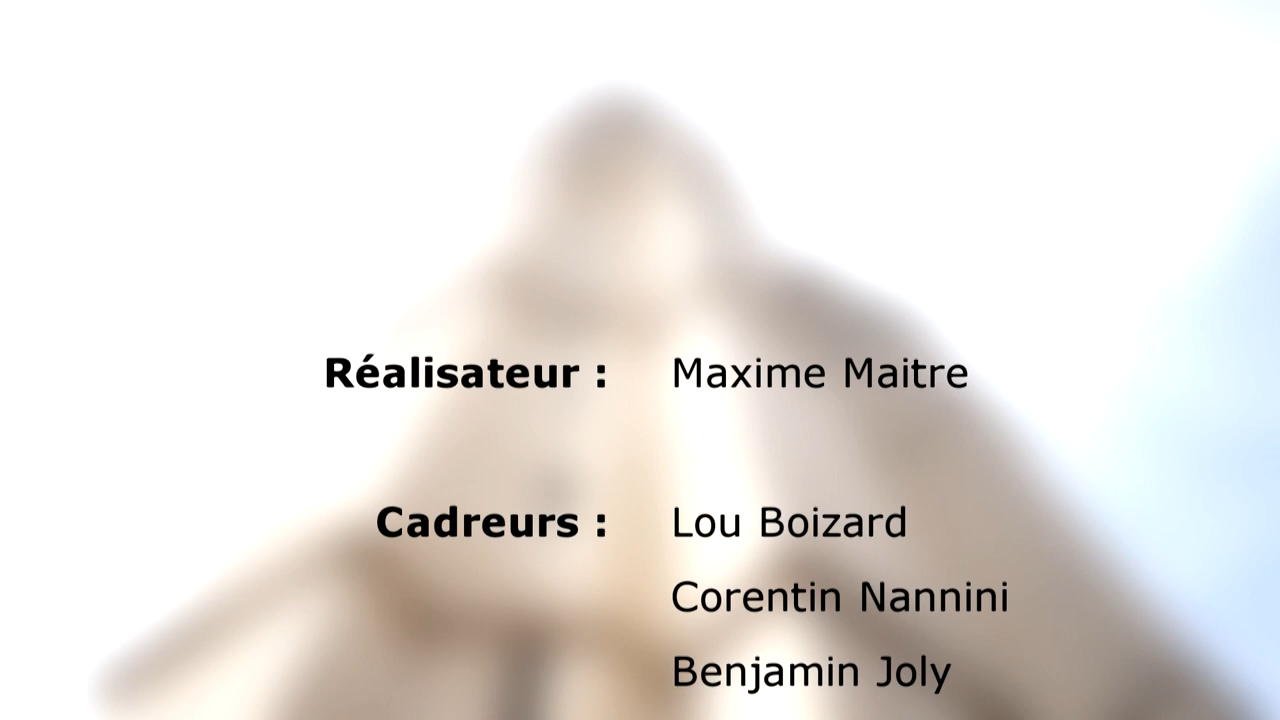 Réalisateur : Maxime Maitre
Cadreurs : Lou Boizard
Corentin Nannini
Benjamin Joly